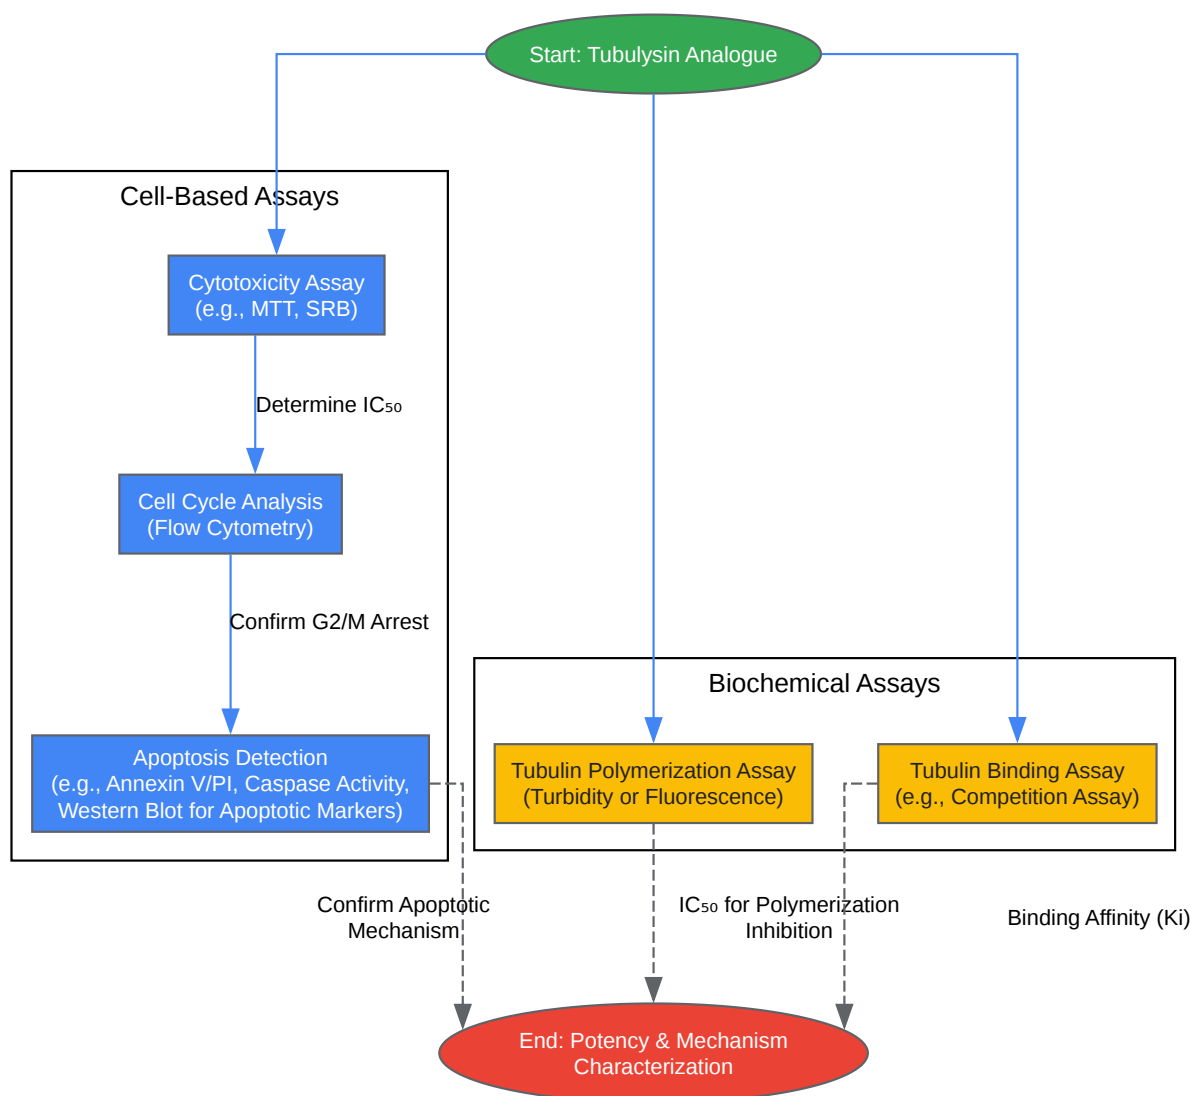 Start: Tubulysin Analogue
Cell-Based Assays
Cytotoxicity Assay
(e.g., MTT, SRB)
Determine IC₅₀
Cell Cycle Analysis
(Flow Cytometry)
Confirm G2/M Arrest
Apoptosis Detection
(e.g., Annexin V/PI, Caspase Activity,
Western Blot for Apoptotic Markers)
Biochemical Assays
Tubulin Polymerization Assay
(Turbidity or Fluorescence)
Tubulin Binding Assay
(e.g., Competition Assay)
Confirm Apoptotic
Mechanism
IC₅₀ for Polymerization
Inhibition
Binding Affinity (Ki)
End: Potency & Mechanism
Characterization